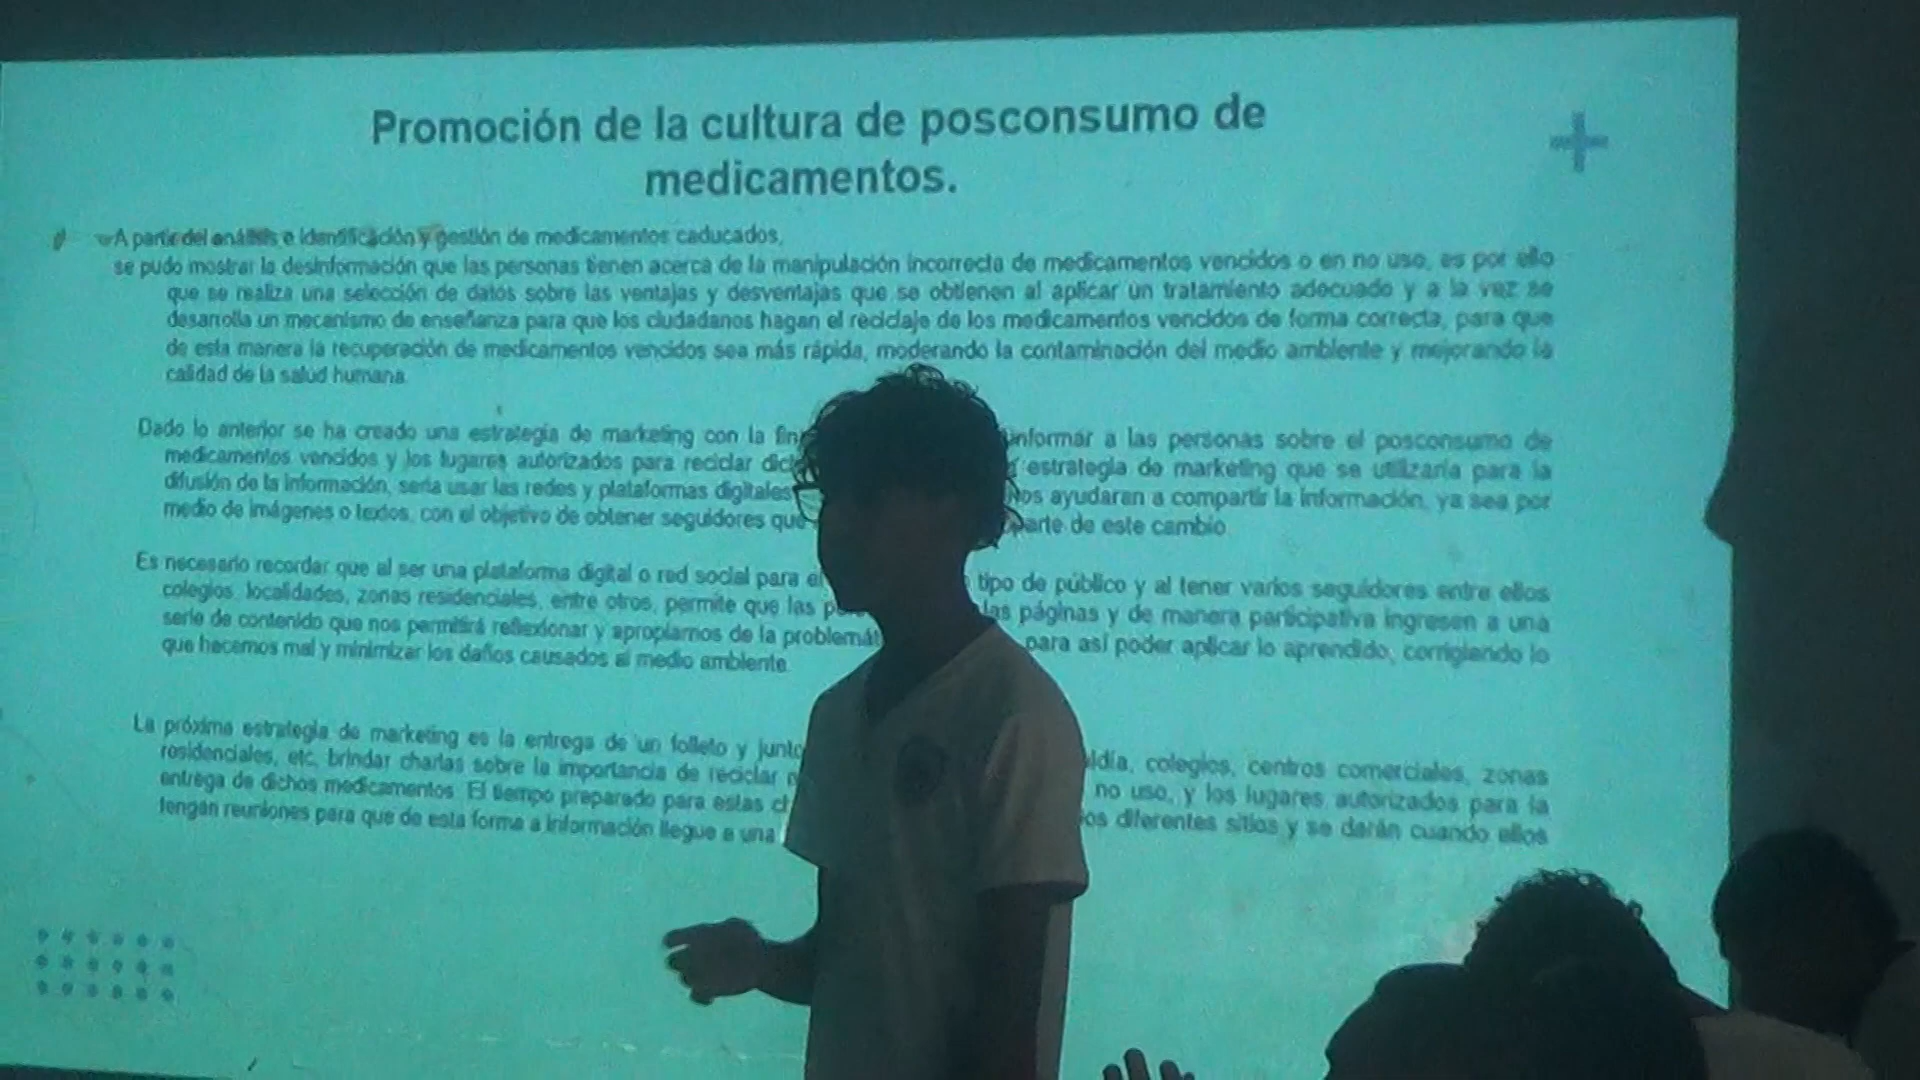 Promoción de la cultura de posconsumo de
medicamentos.
A partir del análisis e identificación y gestión de medicamentos caducados,
se pudo mostrar la desinformación que las personas tienen acerca de la manipulación incorrecta de medicamentos vencidos o en no uso, es por ello
que se realiza una selección de datos sobre las ventajas y desventajas que se obtienen al aplicar un tratamiento adecuado y a la vez se
desarrolla un mecanismo de enseñanza para que los ciudadanos hagan el reciclaje de los medicamentos vencidos de forma correcta, para que
de esta manera la recuperación de medicamentos vencidos sea más rápida, moderando la contaminación del medio ambiente y mejorando la
calidad de la salud humana.
Dado lo anterior se ha creado una estrategia de marketing con la informar a las personas sobre el posconsumo de
medicamentos vencidos y los lugares autorizados para reciclar estrategia de marketing que se utilizaría para la
difusión de la información, sería usar las redes y plataformas digitales nos ayudaran a compartir la información, ya sea por
medio de imágenes o textos, con el objetivo de obtener seguidores que parte de este cambio
Es necesario recordar que al ser una plataforma digital o red social para el tipo de público y al tener varios seguidores entre ellos
colegios, localidades, zonas residenciales, entre otros, permite que las las páginas y de manera participativa ingresen a una
serie de contenido que nos permitirá reflexionar y apropiarnos de la para así poder aplicar lo aprendido, corrigiendo lo
que hacemos mal y minimizar los daños causados al medio ambiente
La próxima estrategia de marketing es la entrega de un folleto y junto colegios, centros comerciales, zonas
residenciales, etc, brindar charlas sobre la importancia de reciclar no uso, y los lugares autorizados para la
entrega de dichos medicamentos. El tiempo preparado para estas los diferentes sitios y se darán cuando ellos
tengan reuniones para que de esta forma a información llegue a una